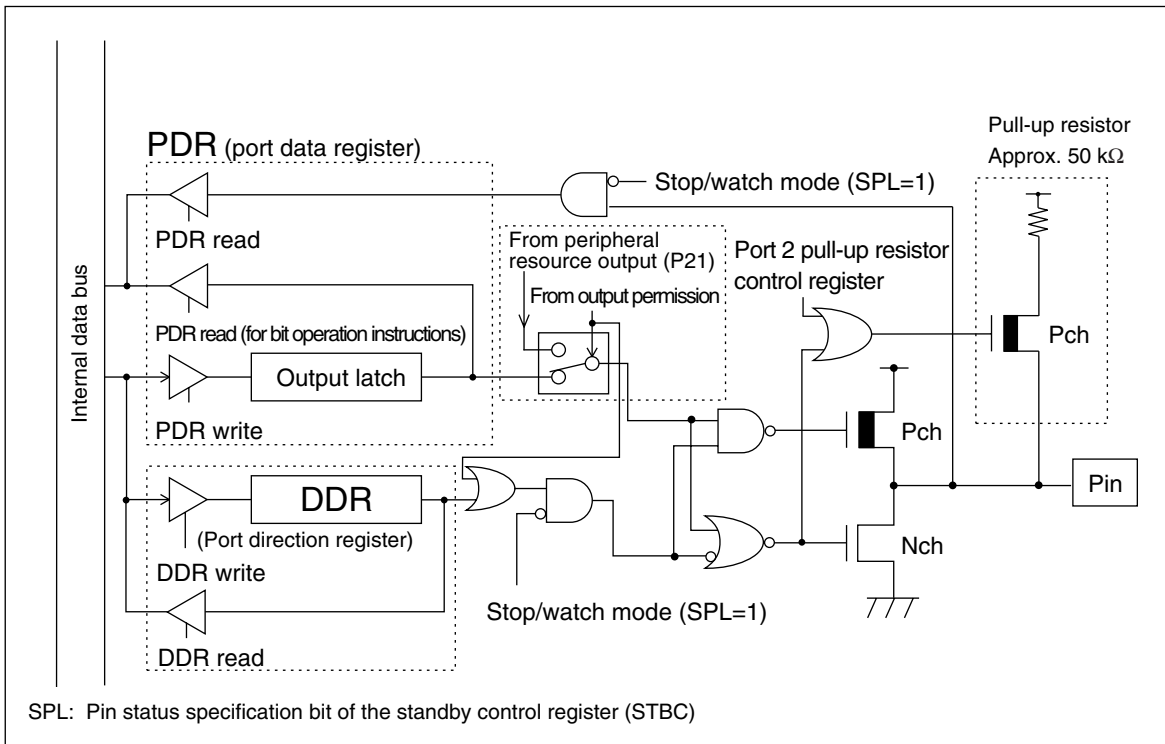 Pull-up resistor
Approx. 50 kΩ
PDR (port data register)
Stop/watch mode (SPL=1)
PDR read
From peripheral
resource output (P21)
Port 2 pull-up resistor
control register
From output permission
Internal data bus
PDR read (for bit operation instructions)
Pch
Output latch
PDR write
Pch
DDR
Pin
(Port direction register)
Nch
DDR write
Stop/watch mode (SPL=1)
DDR read
SPL: Pin status specification bit of the standby control register (STBC)